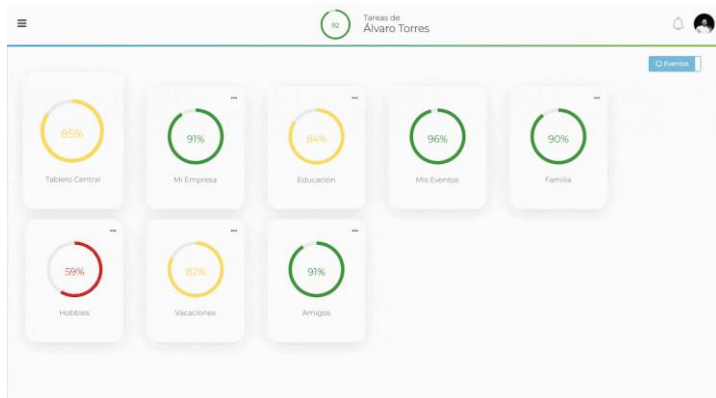 92
Tareas de
Álvaro Torres
Eventos
85%
Tablero Central
91%
Mi Empresa
84%
Educación
96%
Mis Eventos
90%
Familia
59%
Hobbies
82%
Vacaciones
91%
Amigos